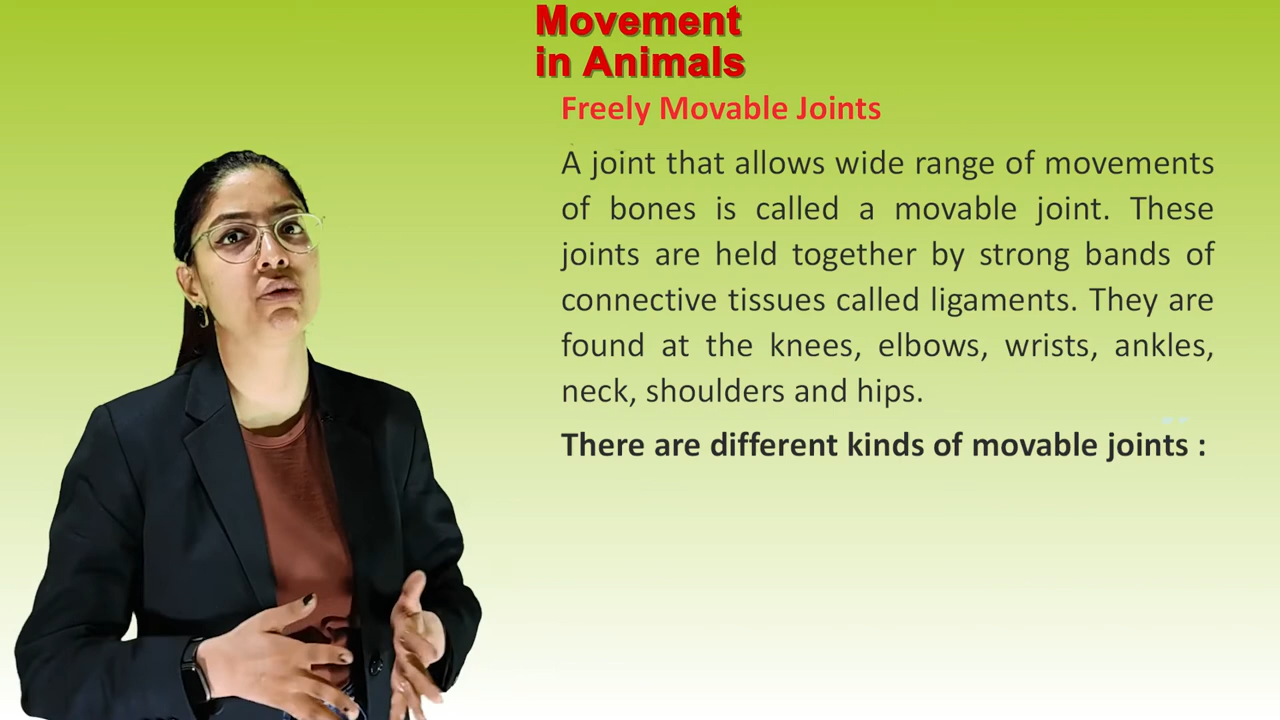 Movement
in Animals
Freely Movable Joints
A joint that allows wide range of movements
of bones is called a movable joint. These
joints are held together by strong bands of
connective tissues called ligaments. They are
found at the knees, elbows, wrists, ankles,
neck, shoulders and hips.
There are different kinds of movable joints :